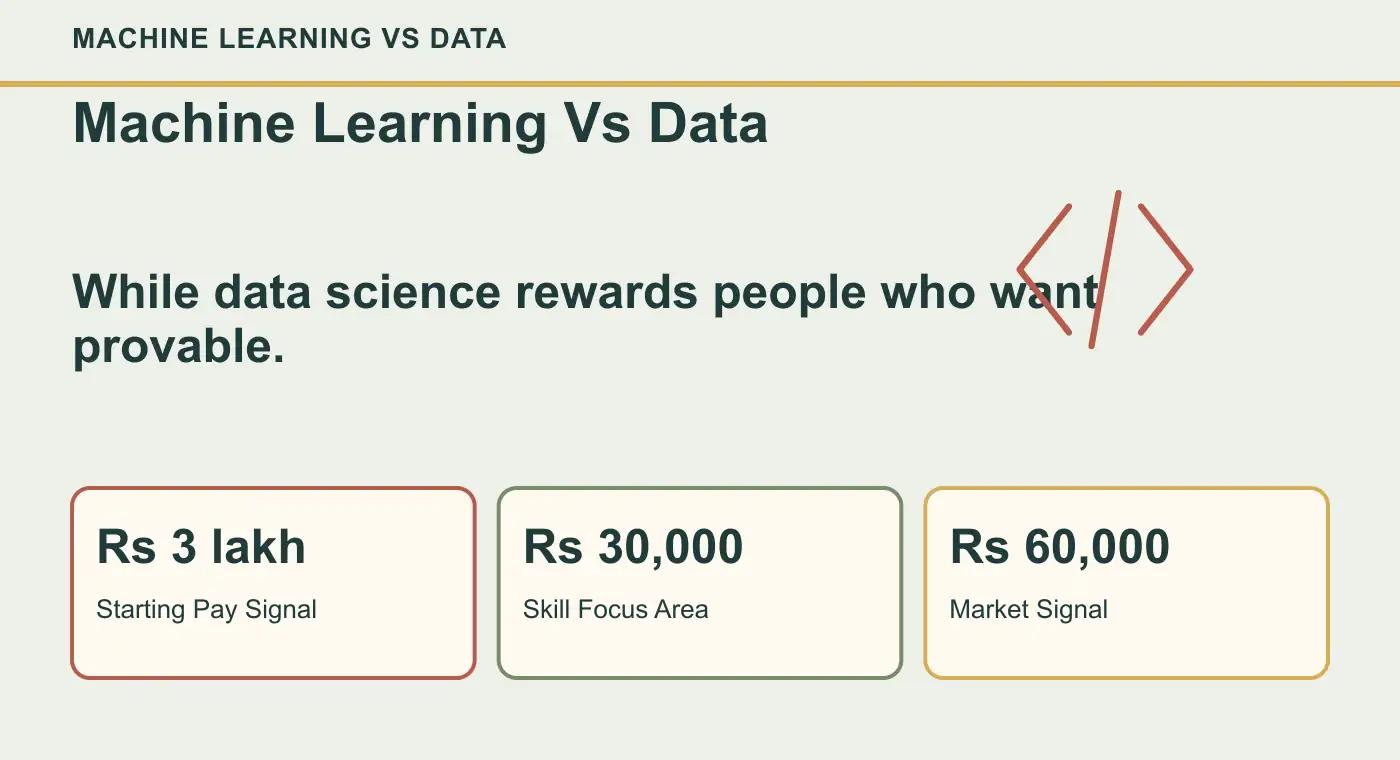 MACHINE LEARNING VS DATA
Machine Learning Vs Data
While data science rewards people who want
provable.
Rs 3 lakh
Starting Pay Signal
Rs 30,000
Skill Focus Area
Rs 60,000
Market Signal